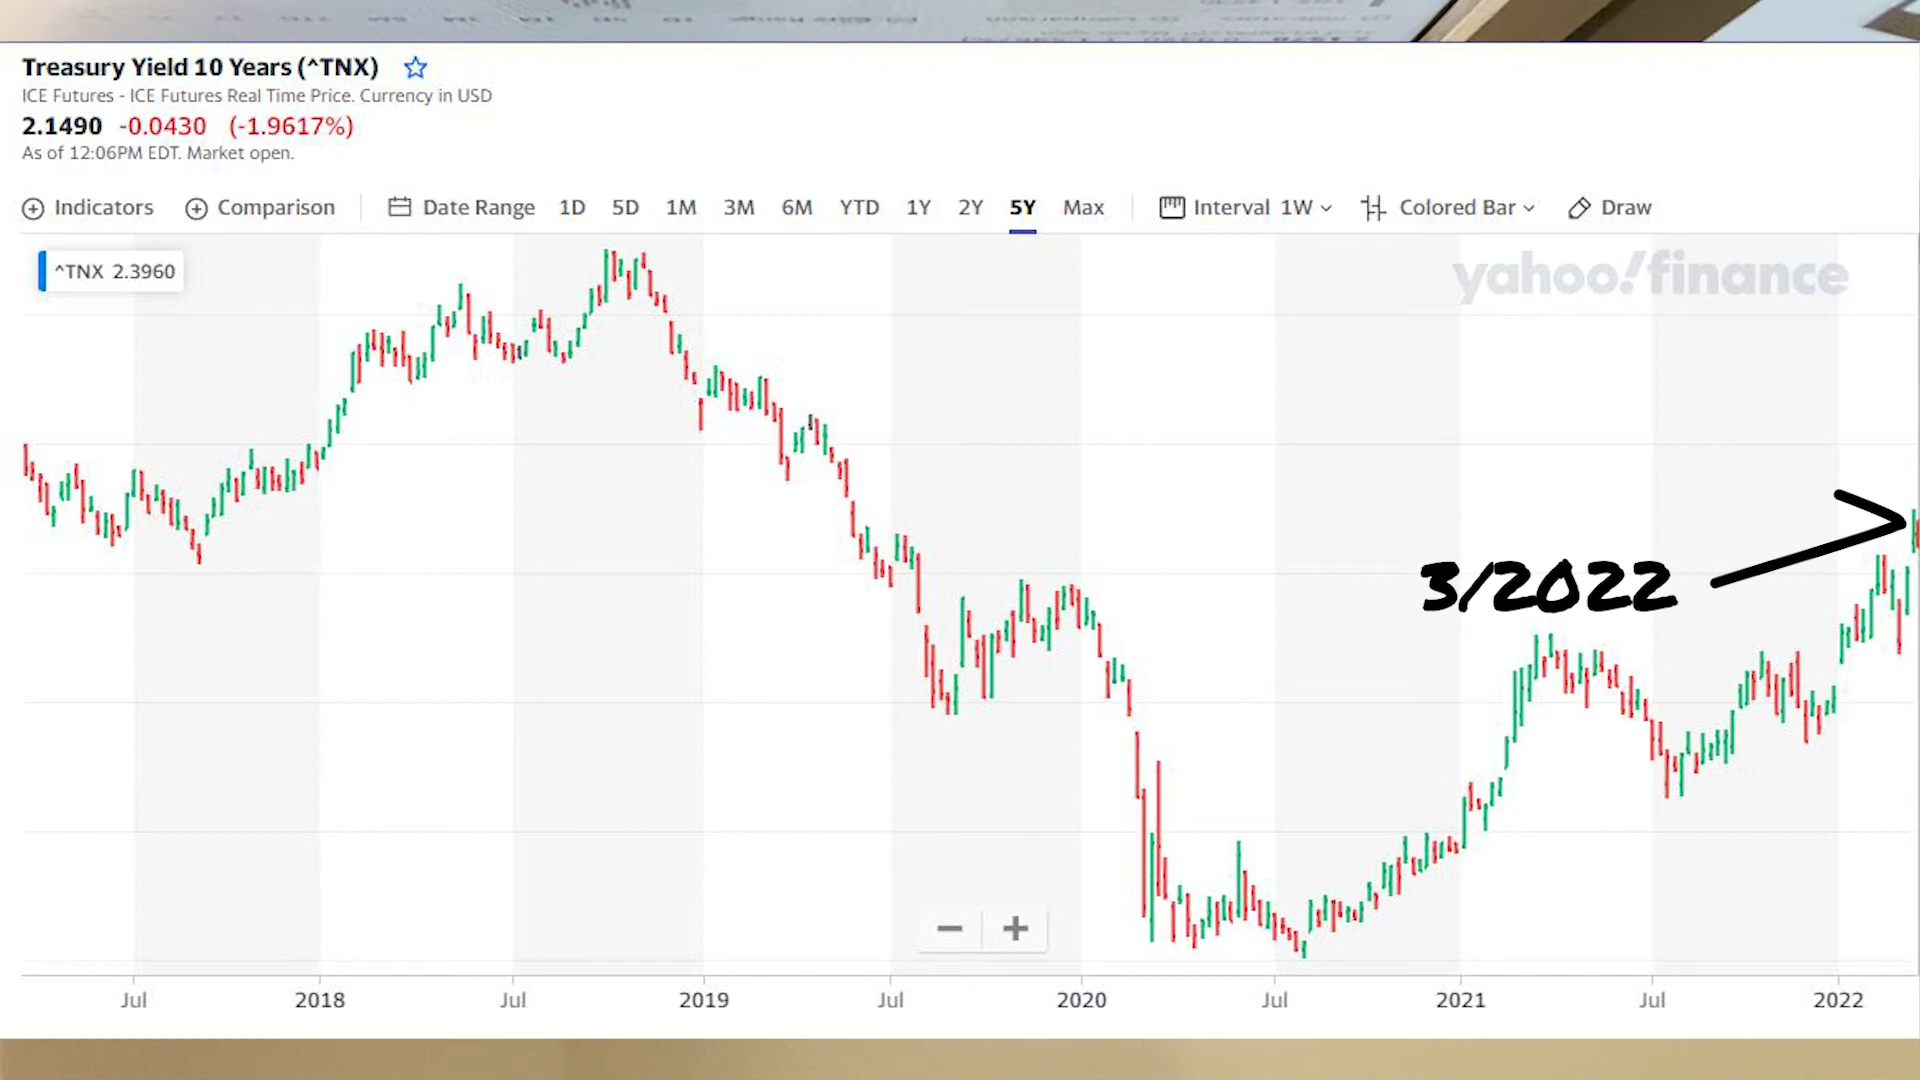 Treasury Yield 10 Years (^TNX)
ICE Futures - ICE Futures Real Time Price. Currency in USD
2.1490 -0.0430 (-1.9617%)
As of 12:06PM EDT. Market open.
Indicators Comparison Date Range 1D 5D 1M 3M 6M YTD 1Y 2Y 5Y Max Interval 1W Colored Bar Draw
^TNX 2.3960
yahoo!finance
3/2022
Jul 2018 Jul 2019 Jul 2020 Jul 2021 Jul 2022